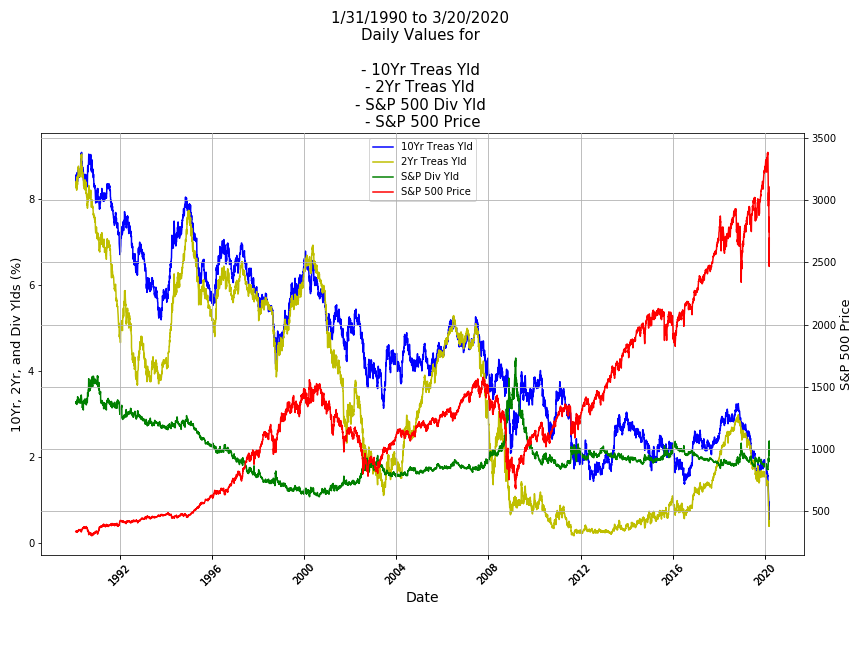 1/31/1990 to 3/20/2020
Daily Values for
- 10Yr Treas Yld
- 2Yr Treas Yld
- S&P 500 Div Yld
- S&P 500 Price
10Yr Treas Yld
2Yr Treas Yld
S&P Div Yld
S&P 500 Price
10Yr, 2Yr, and Div Ylds (%)
8
6
4
2
0
3500
3000
2500
2000
1500
1000
500
S&P 500 Price
1992
1996
2000
2004
2008
2012
2016
2020
Date